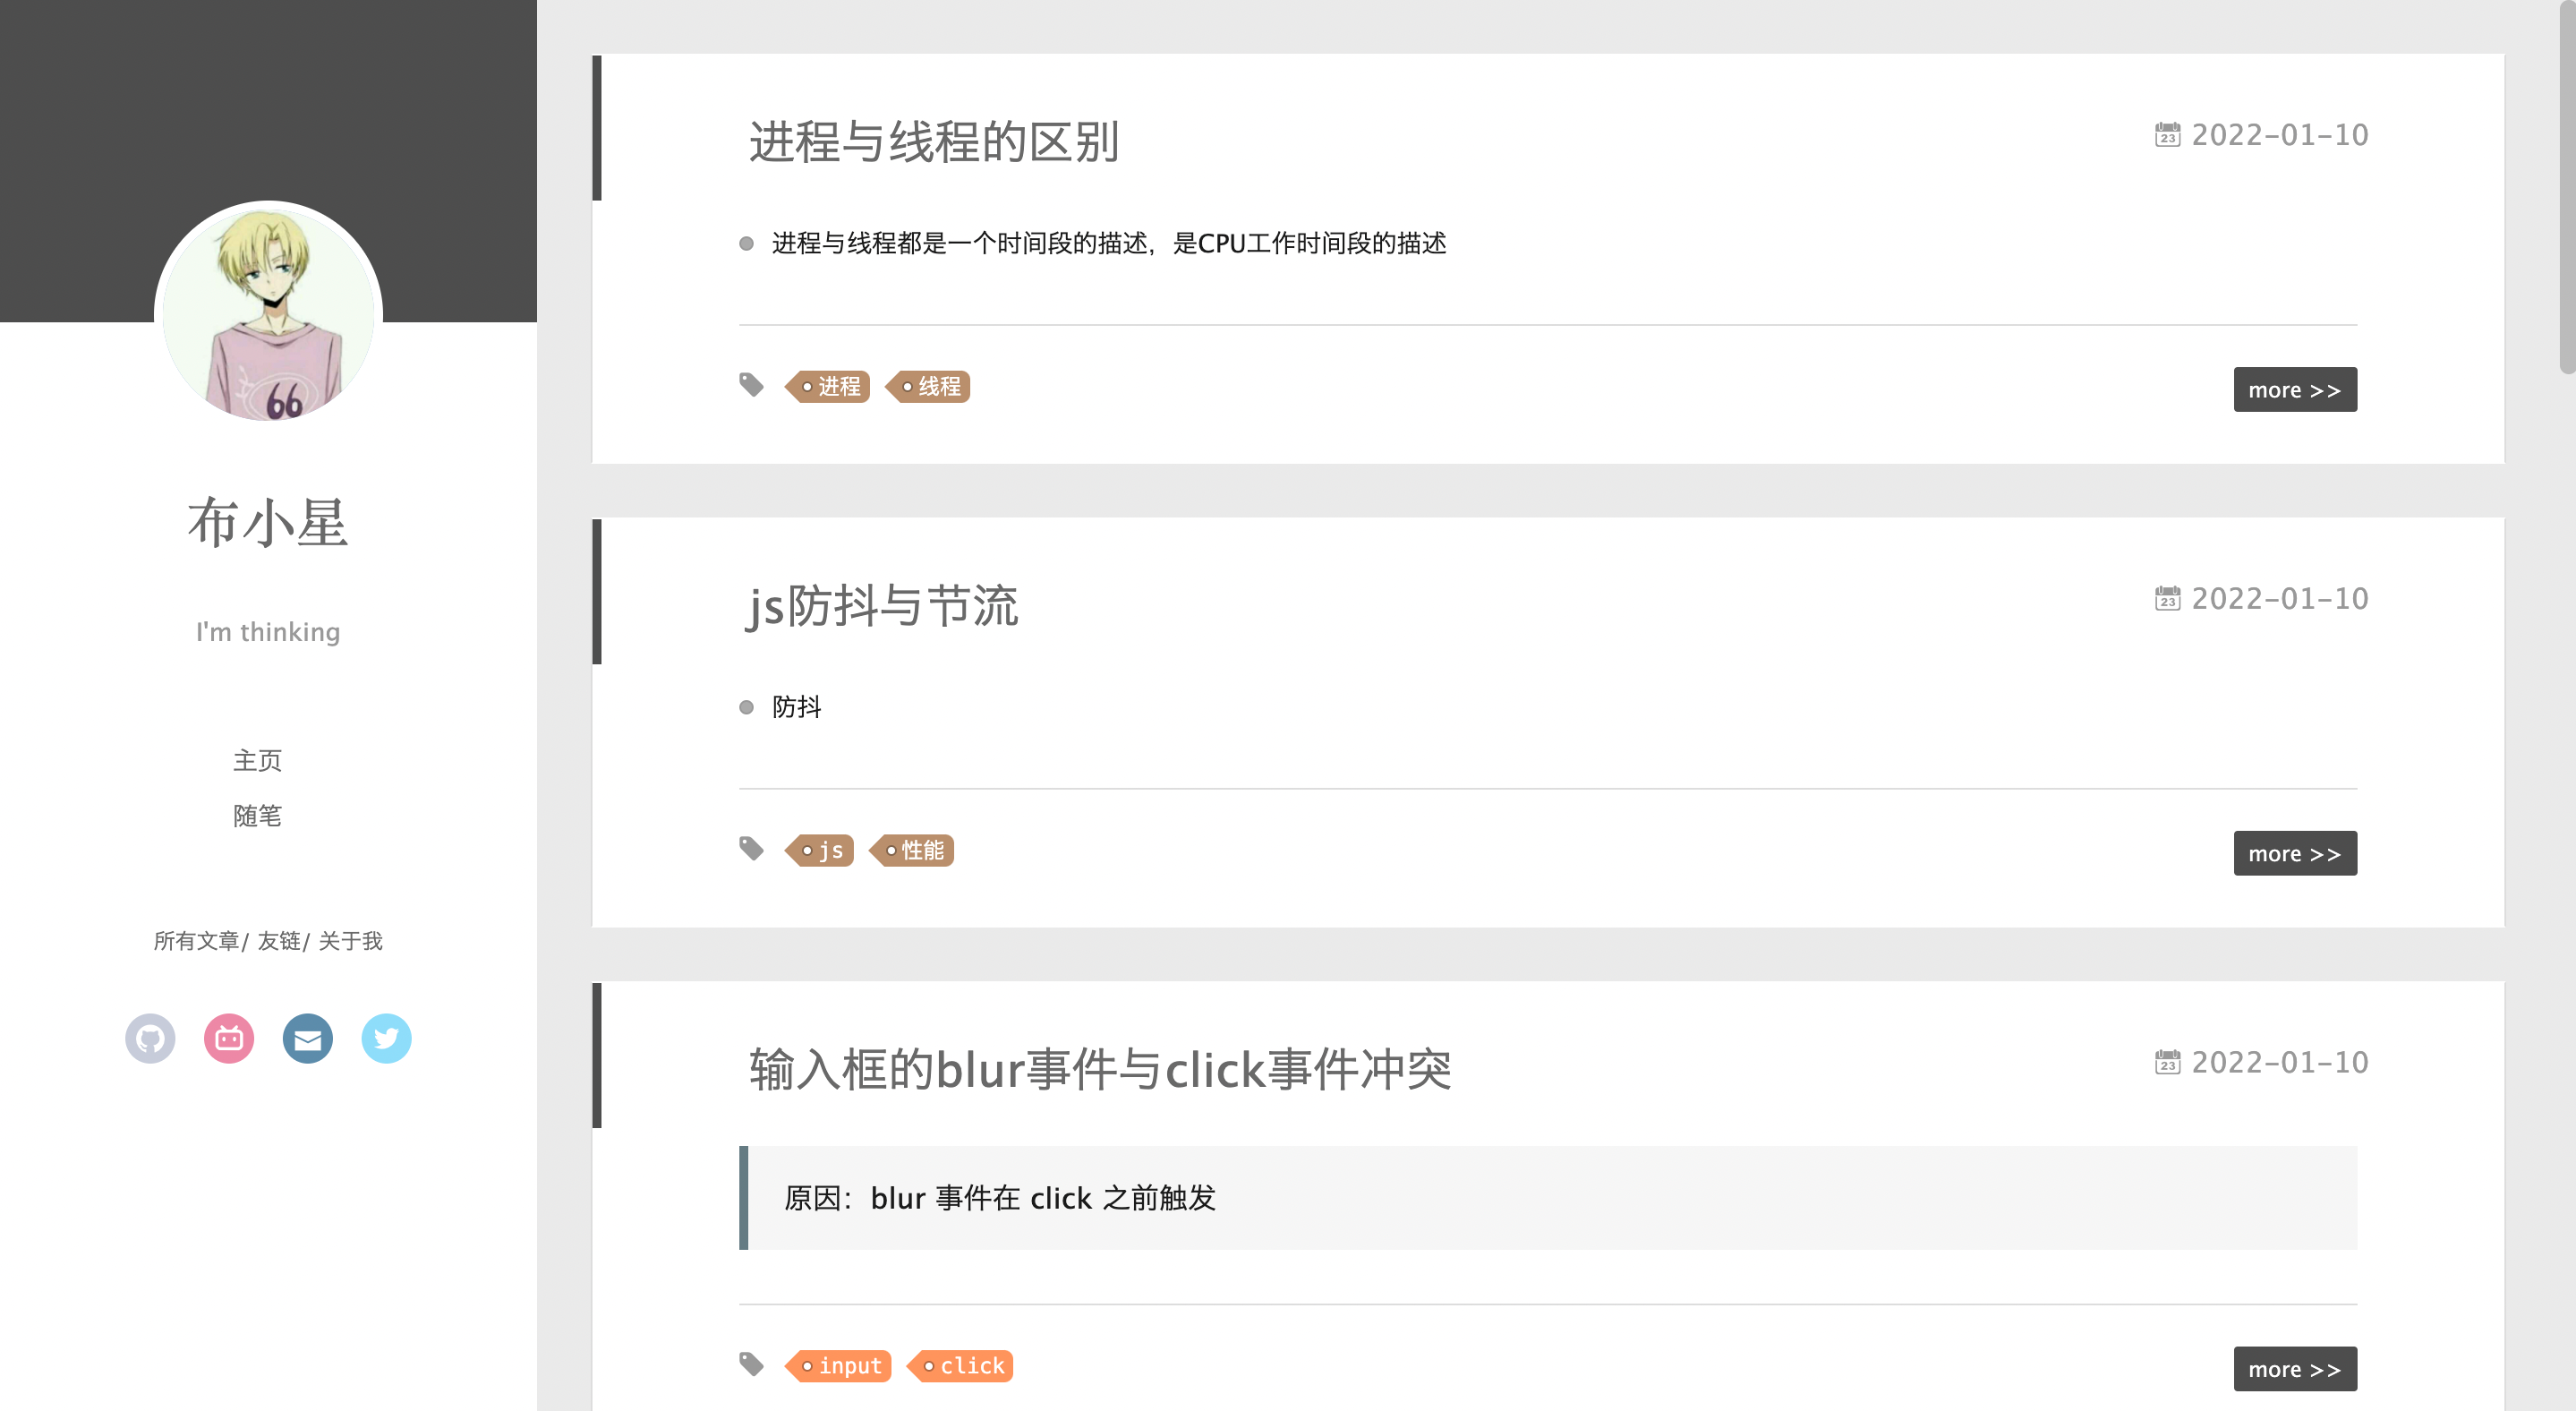 66
布小星
I'm thinking
主页
随笔
所有文章/ 友链/ 关于我
进程与线程的区别
23 2022-01-10
进程与线程都是一个时间段的描述，是CPU工作时间段的描述
进程 线程
more >>
js防抖与节流
23 2022-01-10
防抖
js 性能
more >>
输入框的blur事件与click事件冲突
23 2022-01-10
原因：blur 事件在 click 之前触发
input click
more >>